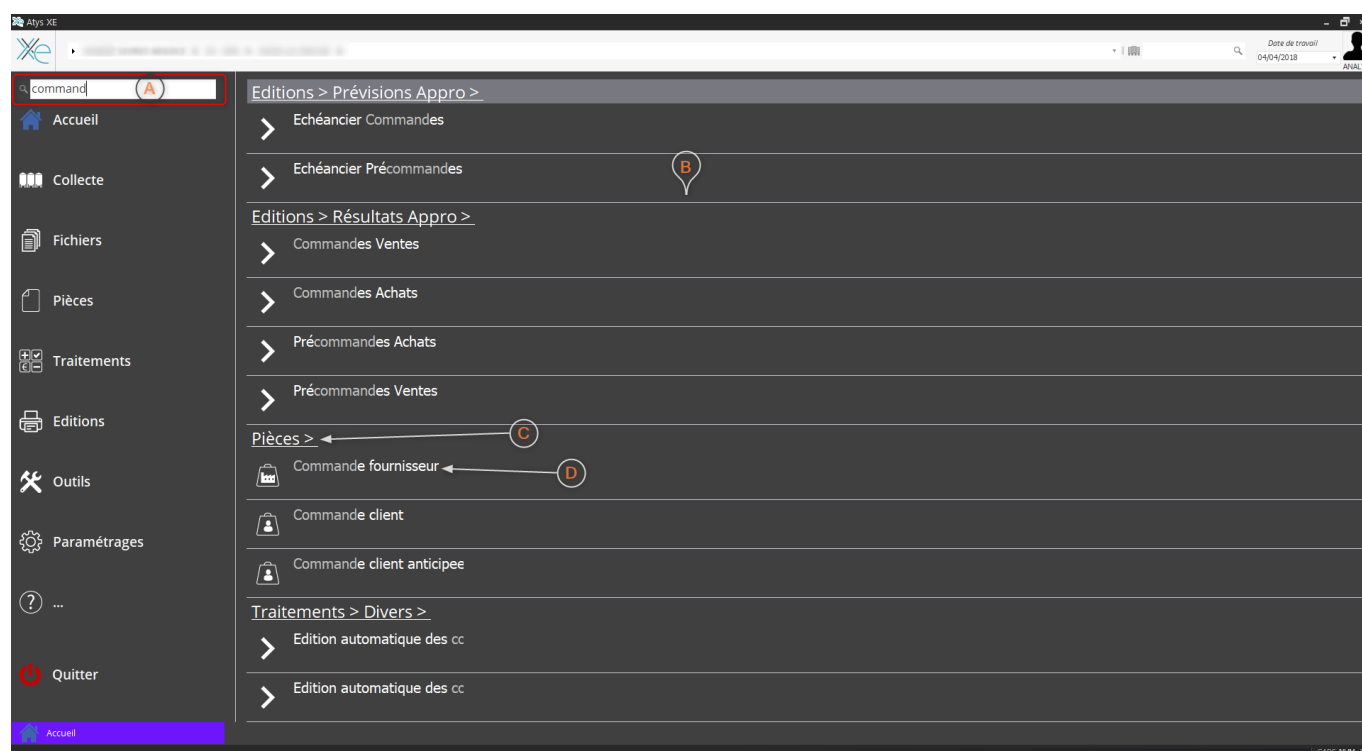 Atys XE
Date de travail
04/04/2018
command
A
Editions > Prévisions Appro >
Accueil
Echéancier Commandes
Collecte
Echéancier Précommandes
B
Editions > Résultats Appro >
Fichiers
Commandes Ventes
Pièces
Commandes Achats
Précommandes Achats
Traitements
Précommandes Ventes
Editions
Pièces >
C
Commande fournisseur
D
Outils
Commande client
Paramétrages
Commande client anticipee
...
Traitements > Divers >
Edition automatique des cc
Quitter
Edition automatique des cc
Accueil